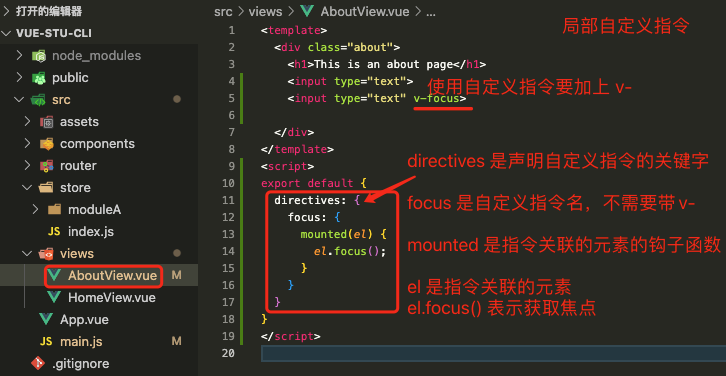 打开的编辑器
VUE-STU-CLI
node_modules
public
src
assets
components
router
store
moduleA
JS index.js
views
AboutView.vue M
HomeView.vue
App.vue
JS main.js M
.gitignore
src > views > AboutView.vue > ...
1 <template>
2 <div class="about">
3 <h1>This is an about page</h1>
4 <input type="text">
5 <input type="text" v-focus>
6
7 </div>
8 </template>
9 <script>
10 export default {
11 directives: {
12 focus: {
13 mounted(el) {
14 el.focus();
15 }
16 }
17 }
18 }
19 </script>
20
局部自定义指令
使用自定义指令要加上 v-
directives 是声明自定义指令的关键字
focus 是自定义指令名，不需要带 v-
mounted 是指令关联的元素的钩子函数
el 是指令关联的元素
el.focus() 表示获取焦点